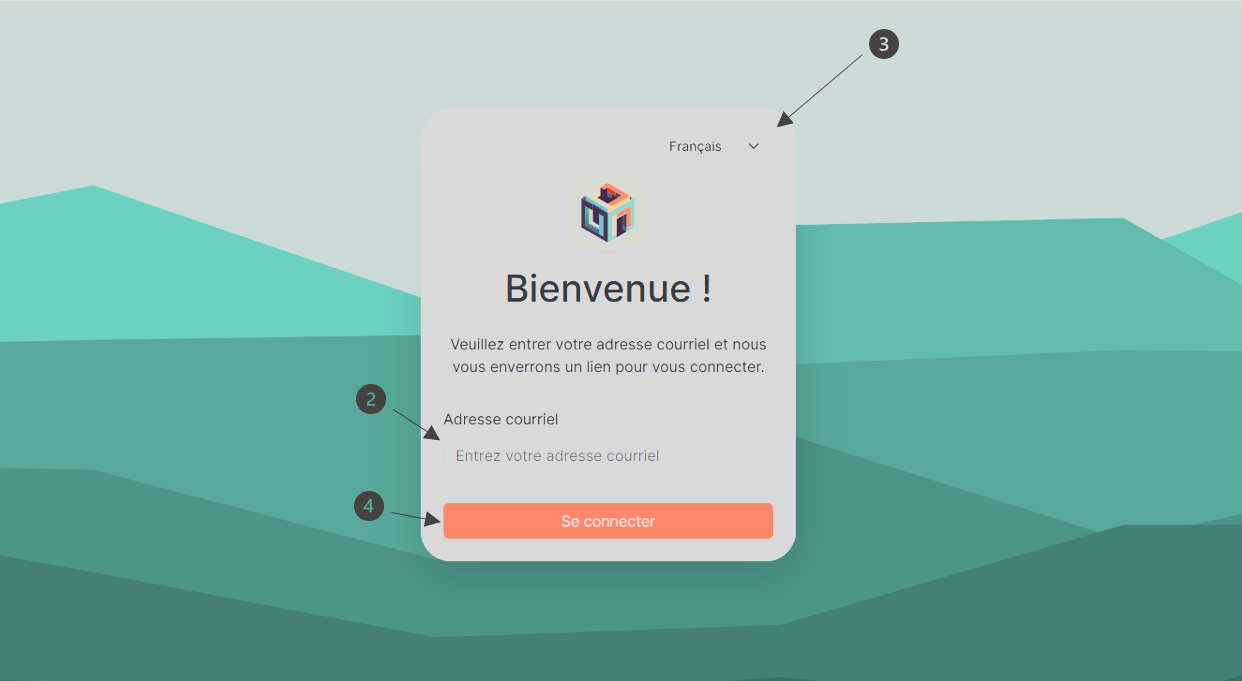 3
Français
Bienvenue !
Veuillez entrer votre adresse courriel et nous
vous enverrons un lien pour vous connecter.
2
Adresse courriel
Entrez votre adresse courriel
4
Se connecter